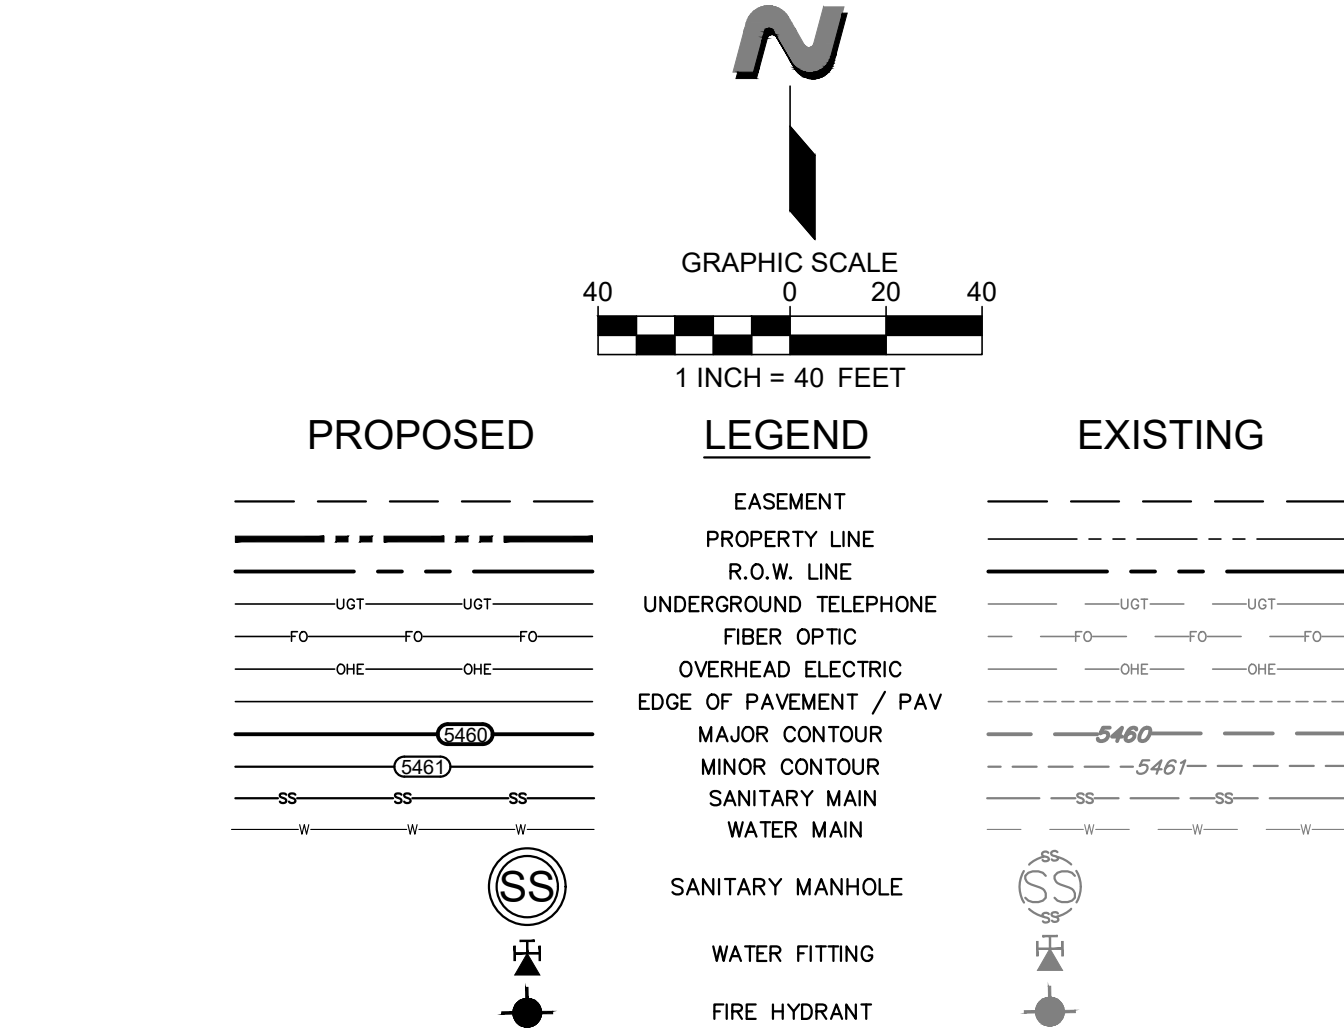 N
GRAPHIC SCALE
40 0 20 40
1 INCH = 40 FEET
PROPOSED LEGEND EXISTING
EASEMENT
PROPERTY LINE
R.O.W. LINE
UGT UGT UNDERGROUND TELEPHONE UGT UGT
FO FO FO FIBER OPTIC FO FO FO
OHE OHE OVERHEAD ELECTRIC OHE OHE
EDGE OF PAVEMENT / PAV
5460 MAJOR CONTOUR 5460
5461 MINOR CONTOUR 5461
SS SS SS SANITARY MAIN SS SS
W W W WATER MAIN W W W
SS
SS SANITARY MANHOLE SS
SS
WATER FITTING
FIRE HYDRANT